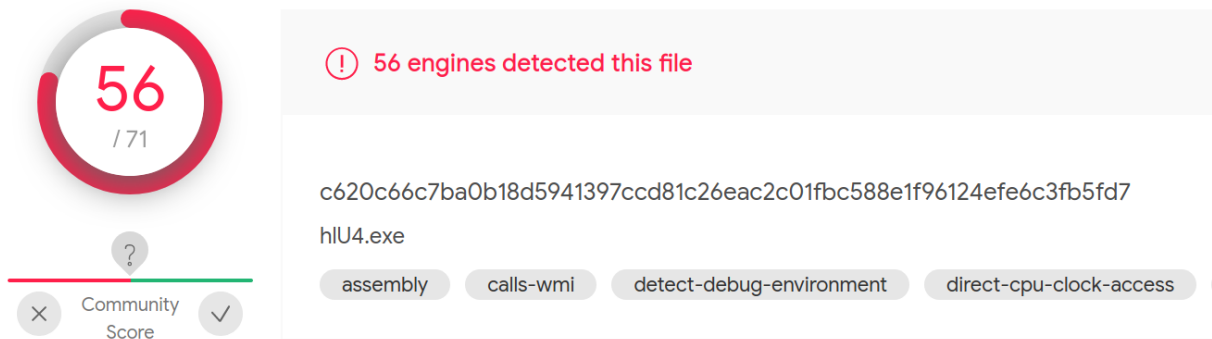 56
/ 71
?
Community
Score
56 engines detected this file
c620c66c7ba0b18d5941397ccd81c26eac2c01fbc588e1f96124efe6c3fb5fd7
hlU4.exe
assembly
calls-wmi
detect-debug-environment
direct-cpu-clock-access